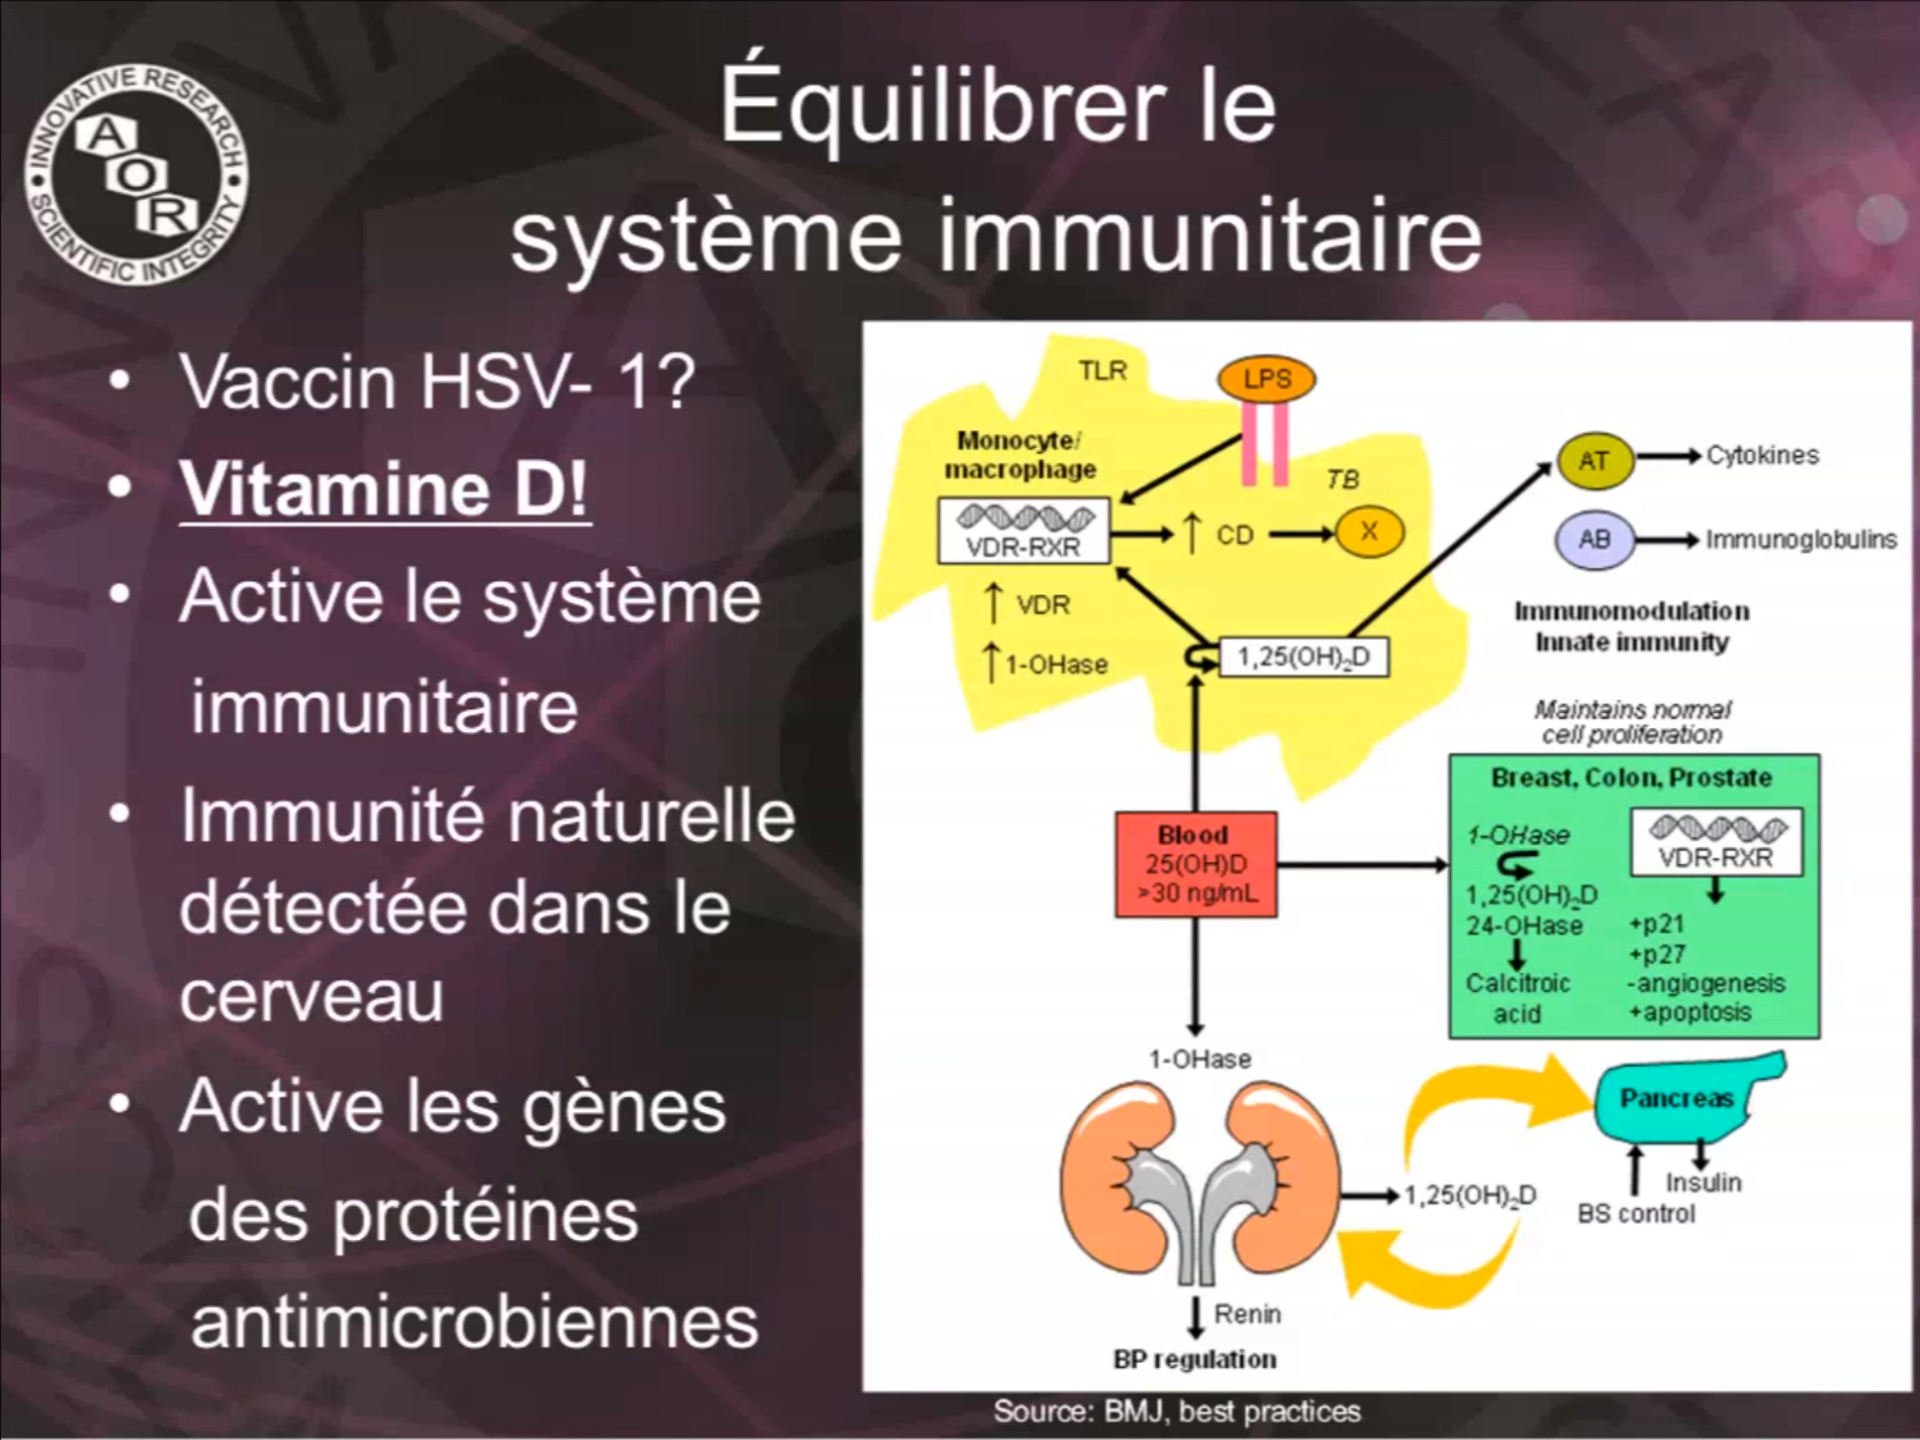 INNOVATIVE RESEARCH
AOR
SCIENTIFIC INTEGRITY
Équilibrer le
système immunitaire
• Vaccin HSV- 1?
• Vitamine D!
• Active le système
immunitaire
• Immunité naturelle
détectée dans le
cerveau
• Active les gènes
des protéines
antimicrobiennes
TLR
LPS
Monocyte/
macrophage
TB
VDR-RXR
↑ CD
X
↑ VDR
↑ 1-OHase
1,25(OH)₂D
AT
Cytokines
AB
Immunoglobulins
Immunomodulation
Innate immunity
Maintains normal
cell proliferation
Breast, Colon, Prostate
1-OHase
1,25(OH)₂D
24-OHase
Calcitroic
acid
VDR-RXR
+p21
+p27
-angiogenesis
+apoptosis
Blood
25(OH)D
>30 ng/mL
1-OHase
1,25(OH)₂D
Pancreas
Insulin
BS control
Renin
BP regulation
Source: BMJ, best practices